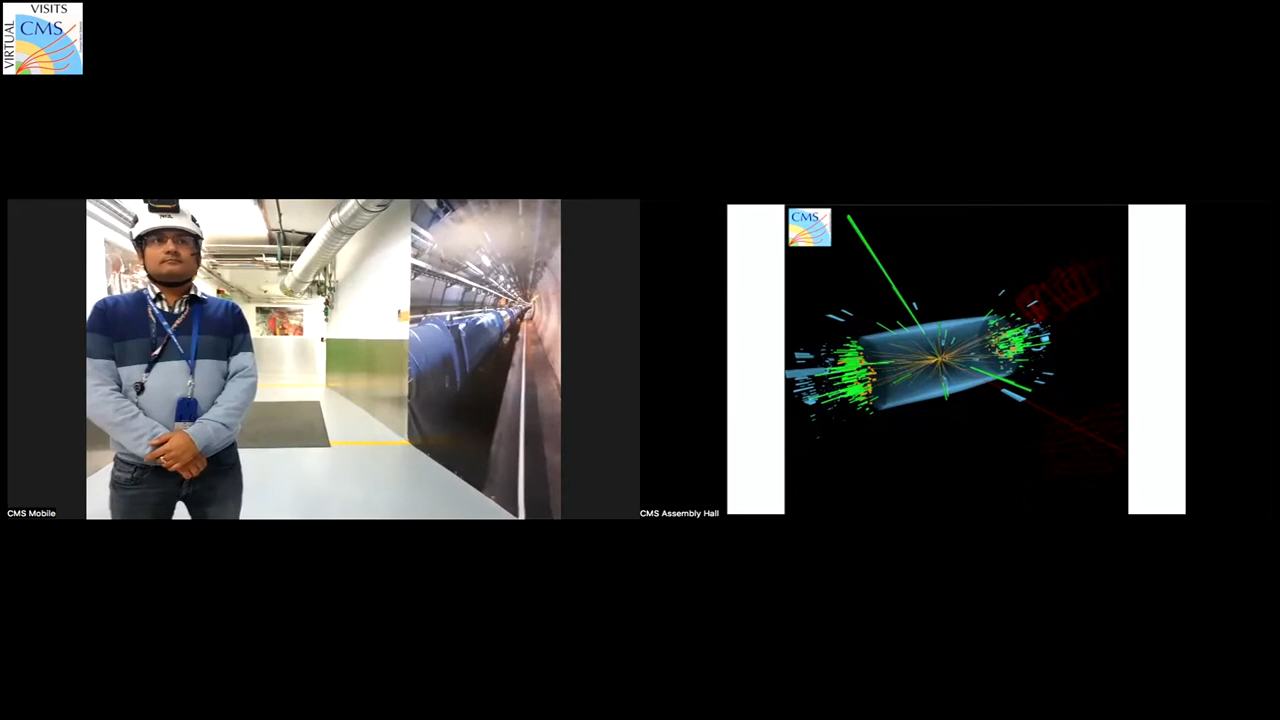 VISITS
VIRTUAL
CMS
CMS
CMS Mobile
CMS Assembly Hall